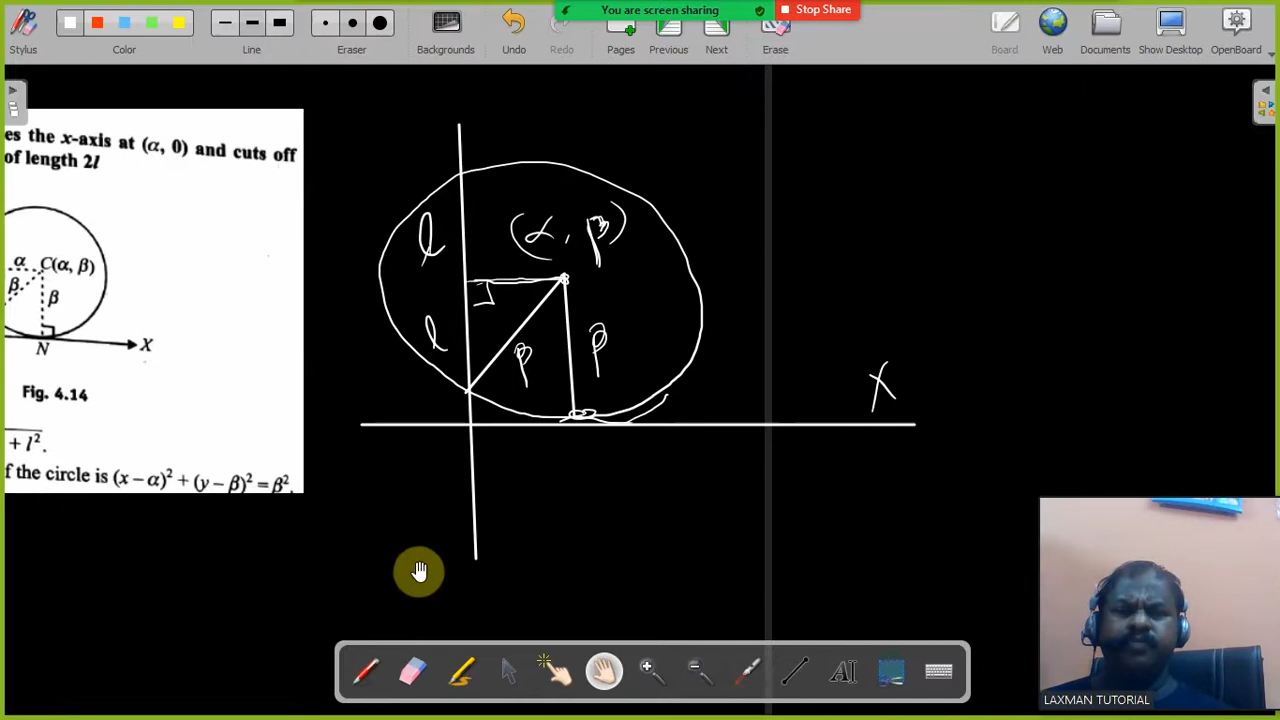 You are screen sharing
Stop Share
Stylus
Color
Line
Eraser
Backgrounds
Undo
Redo
Pages
Previous
Next
Erase
Board
Web
Documents
Show Desktop
OpenBoard
es the x-axis at (α, 0) and cuts off
of length 2l
α
C(α, β)
β
β
N
X
Fig. 4.14
+ l².
f the circle is (x – α)² + (y – β)² = β².
l
(α, β)
l
β
β
X
AI
LAXMAN TUTORIAL